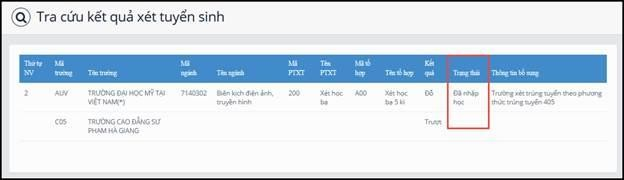 Tra cứu kết quả xét tuyển sinh
Thứ tự NV Mã trường Tên trường Mã ngành Tên ngành Mã PTXT Tên PTXT Mã tổ hợp Tên tổ hợp Kết quả Trạng thái Thông tin bổ sung
2 AUV TRƯỜNG ĐẠI HỌC MỸ TẠI VIỆT NAM(*) 7140302 Biên kịch điện ảnh, truyền hình 200 Xét học bạ A00 Xét học bạ 5 kì Đỗ Đã nhập học Trường xét trúng tuyển theo phương thức trúng tuyển 405
C05 TRƯỜNG CAO ĐẲNG SƯ PHẠM HÀ GIANG Trượt